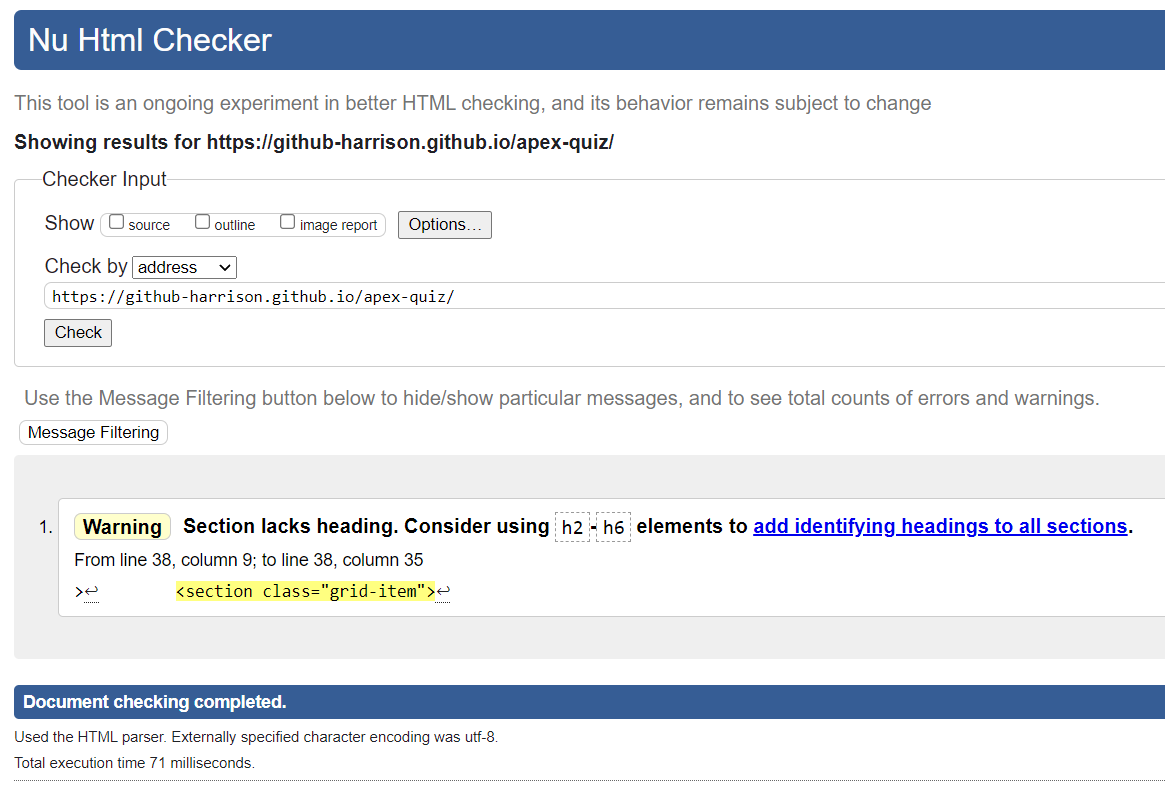 Nu Html Checker
This tool is an ongoing experiment in better HTML checking, and its behavior remains subject to change
Showing results for https://github-harrison.github.io/apex-quiz/
Checker Input
Show source outline image report Options…
Check by address
https://github-harrison.github.io/apex-quiz/
Check
Use the Message Filtering button below to hide/show particular messages, and to see total counts of errors and warnings.
Message Filtering
1. Warning Section lacks heading. Consider using h2-h6 elements to add identifying headings to all sections.
From line 38, column 9; to line 38, column 35
>↩ <section class="grid-item">↩
Document checking completed.
Used the HTML parser. Externally specified character encoding was utf-8.
Total execution time 71 milliseconds.